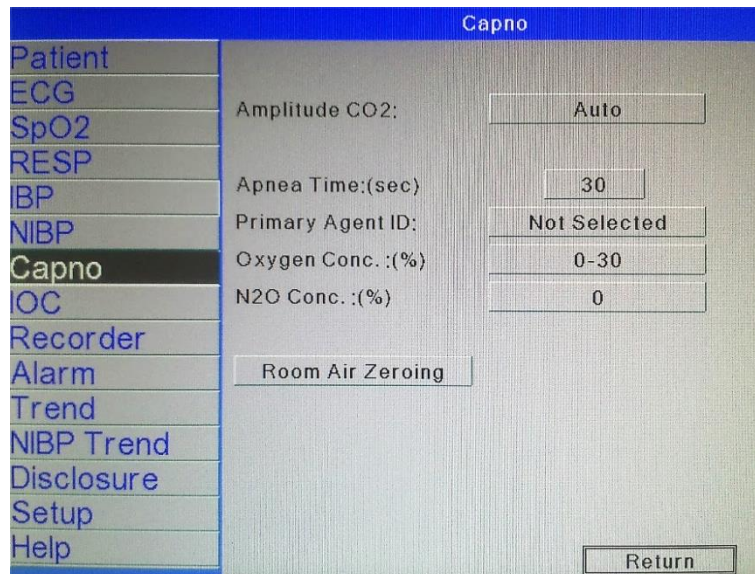 Capno
Patient
ECG
SpO2
RESP
IBP
NIBP
Capno
IOC
Recorder
Alarm
Trend
NIBP Trend
Disclosure
Setup
Help
Amplitude CO2: Auto
Apnea Time:(sec) 30
Primary Agent ID: Not Selected
Oxygen Conc. :(%) 0-30
N2O Conc. :(%) 0
Room Air Zeroing
Return